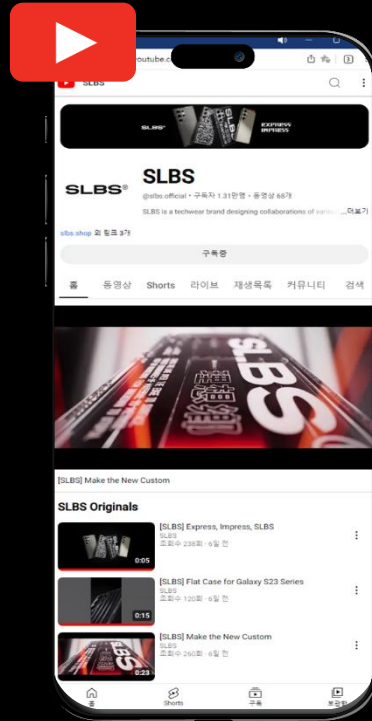 youtube.c
SLBS
SLBS®
EXPRESS
IMPRESS
SLBS®
SLBS
@slbs.official • 구독자 1.31만명 • 동영상 68개
SLBS is a techwear brand designing collaborations of various ...더보기
slbs.shop 외 링크 3개
구독중
홈 동영상 Shorts 라이브 재생목록 커뮤니티 검색
SLBS
[SLBS] Make the New Custom
SLBS Originals
[SLBS] Express, Impress, SLBS
SLBS
조회수 238회 · 6일 전
0:05
[SLBS] Flat Case for Galaxy S23 Series
SLBS
조회수 120회 · 6일 전
0:15
[SLBS] Make the New Custom
SLBS
조회수 260회 · 6일 전
0:23
홈 Shorts 구독 보관함